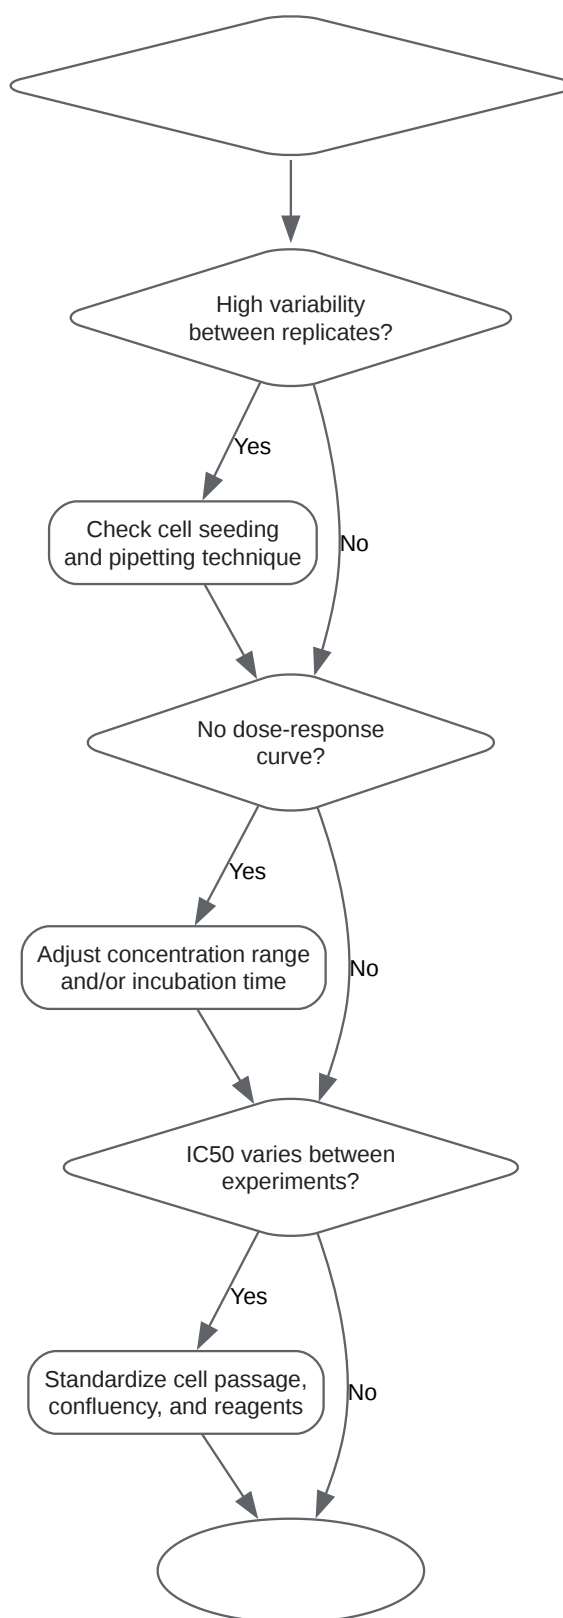 High variability
between replicates?
Yes
Check cell seeding
and pipetting technique
No
No dose-response
curve?
Yes
Adjust concentration range
and/or incubation time
No
IC50 varies between
experiments?
Yes
Standardize cell passage,
confluency, and reagents
No